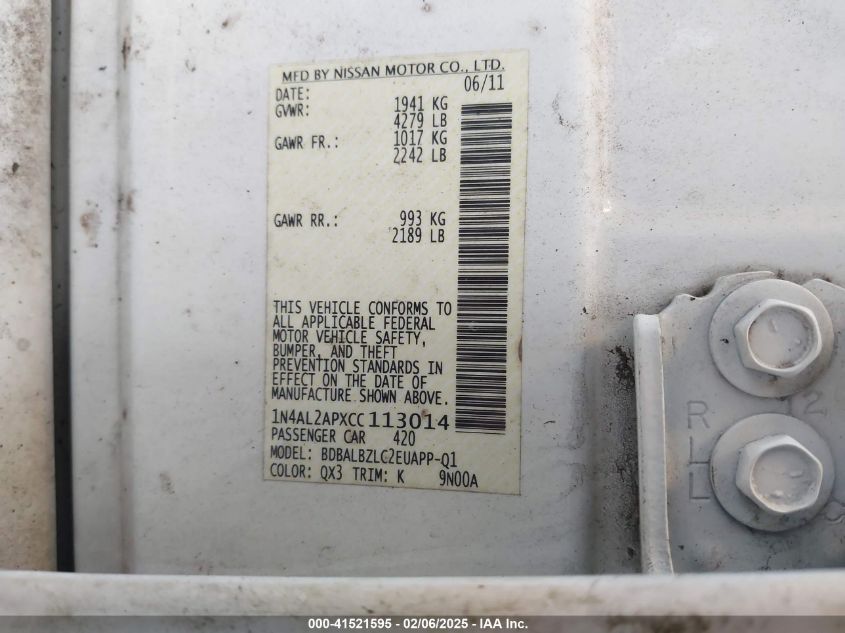 MFD BY NISSAN MOTOR CO., LTD.
DATE: 06/11
GVWR: 1941 KG
4279 LB
GAWR FR.: 1017 KG
2242 LB
GAWR RR.: 993 KG
2189 LB
THIS VEHICLE CONFORMS TO
ALL APPLICABLE FEDERAL
MOTOR VEHICLE SAFETY,
BUMPER, AND THEFT
PREVENTION STANDARDS IN
EFFECT ON THE DATE OF
MANUFACTURE SHOWN ABOVE.
1N4AL2APXCC113014
PASSENGER CAR 420
MODEL: BDBALBZLC2EUAPP-Q1
COLOR: QX3 TRIM: K 9N00A
R
L
L
12
000-41521595 - 02/06/2025 - IAA Inc.